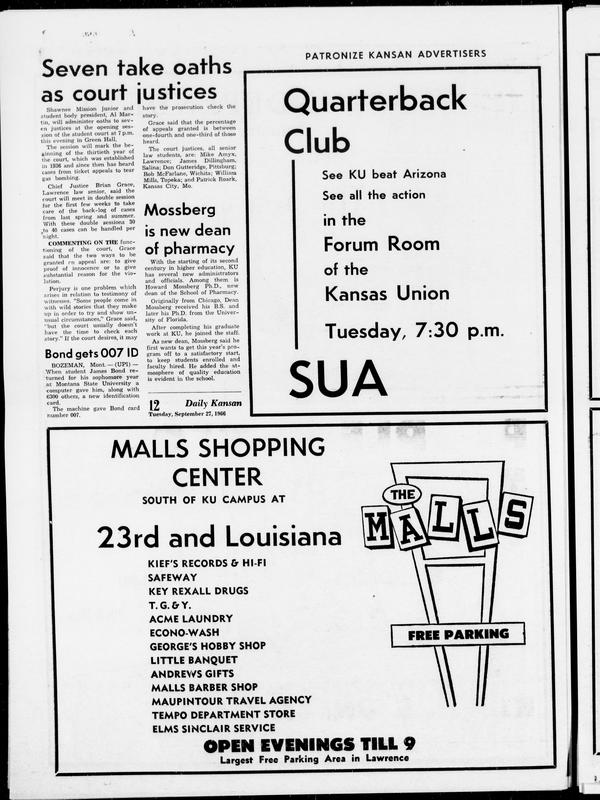 PATRONIZE KANSAN ADVERTISERS
Seven take oaths
as court justices
Shawnee Mission Junior and
student body president, Al Mar-
tin, will administer oaths to sev-
en justices at the opening ses-
sion of the student court at 7 p.m.
this evening in Green Hall.
The session will mark the be-
ginning of the thirtieth year of
the court, which was established
in 1936 and since then has heard
cases from ticket appeals to tear
gas bombing.
Chief Justice Brian Grace,
Lawrence law senior, said the
court will meet in double session
for the first few weeks to take
care of the back-log of cases
from last spring and summer.
With these double sessions 30
to 40 cases can be handled per
night.
COMMENTING ON THE func-
tioning of the court, Grace
said that the two ways to be
granted an appeal are: to give
proof of innocence or to give
substantial reason for the vio-
lation.
Perjury is one problem which
arises in relation to testimony of
witnesses. "Some people come in
with wild stories that they make
up in order to try and show un-
usual circumstances," Grace said,
"but the court usually doesn't
have the time to check each
story." If the court desires, it may
have the prosecution check the
story.
Grace said that the percentage
of appeals granted is between
one-fourth and one-third of those
heard.
The court justices, all senior
law students, are: Mike Amyx,
Lawrence; James Dillingham,
Salina; Don Gutteridge, Pittsburg;
Bob McFarlane, Wichita; William
Mills, Topeka; and Patrick Roark,
Kansas City, Mo.
Bond gets 007 ID
BOZEMAN, Mont. — (UPI) —
When student James Bond re-
turned for his sophomore year
at Montana State University a
computer gave him, along with
6300 others, a new identification
card.
The machine gave Bond card
number 007.
Mossberg
is new dean
of pharmacy
With the starting of its second
century in higher education, KU
has several new administrators
and officials. Among them is
Howard Mossberg Ph.D., new
dean of the School of Pharmacy.
Originally from Chicago, Dean
Mossberg received his B.S. and
later his Ph.D. from the Univer-
sity of Florida.
After completing his graduate
work at KU, he joined the staff.
As new dean, Mossberg said he
first wants to get this year's pro-
gram off to a satisfactory start,
to keep students enrolled and
faculty hired. He added the at-
mosphere of quality education
is evident in the school.
12 Daily Kansan
Tuesday, September 27, 1966
Quarterback
Club
See KU beat Arizona
See all the action
in the
Forum Room
of the
Kansas Union
Tuesday, 7:30 p.m.
SUA
MALLS SHOPPING
CENTER
SOUTH OF KU CAMPUS AT
23rd and Louisiana
KIEF'S RECORDS & HI-FI
SAFEWAY
KEY REXALL DRUGS
T. G. & Y.
ACME LAUNDRY
ECONO-WASH
GEORGE'S HOBBY SHOP
LITTLE BANQUET
ANDREWS GIFTS
MALLS BARBER SHOP
MAUPINTOUR TRAVEL AGENCY
TEMPO DEPARTMENT STORE
ELMS SINCLAIR SERVICE
THE
MALLS
FREE PARKING
OPEN EVENINGS TILL 9
Largest Free Parking Area in Lawrence